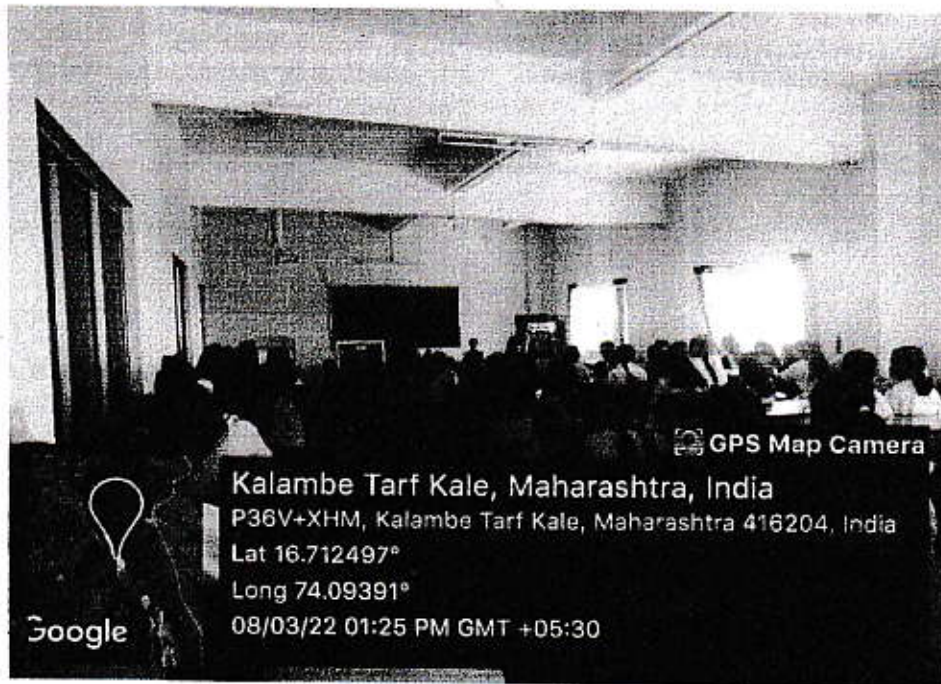 GPS Map Camera
Kalambe Tarf Kale, Maharashtra, India
P36V+XHM, Kalambe Tarf Kale, Maharashtra 416204, India
Lat 16.712497°
Long 74.09391°
08/03/22 01:25 PM GMT +05:30
Google